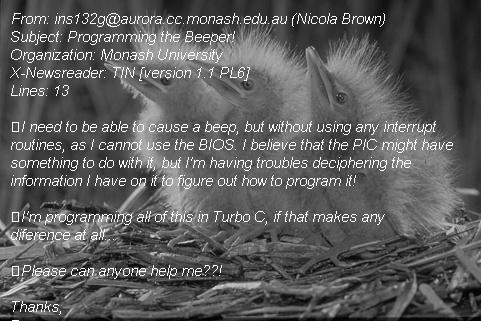 From: ins132g@aurora.cc.monash.edu.au (Nicola Brown)
Subject: Programming the Beeper!
Organization: Monash University
X-Newsreader: TIN [version 1.1 PL6]
Lines: 13

I need to be able to cause a beep, but without using any interrupt
routines, as I cannot use the BIOS. I believe that the PIC might have
something to do with it, but I'm having troubles deciphering the
information I have on it to figure out how to program it!

I'm programming all of this in Turbo C, if that makes any
diference at all...

Please can anyone help me??!

Thanks,